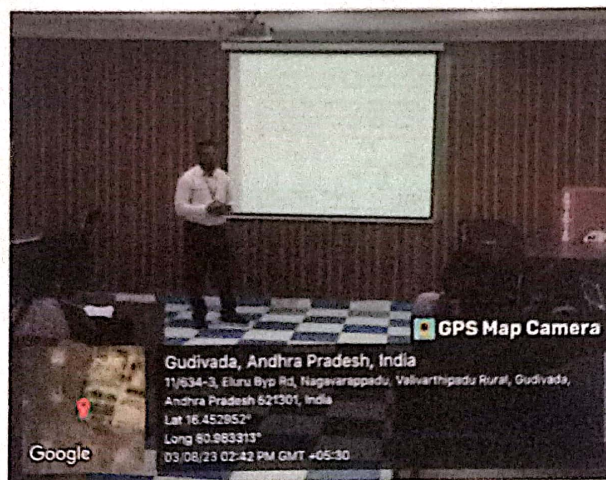 GPS Map Camera
Gudivada, Andhra Pradesh, India
11/634-3, Eluru Byp Rd, Nagavarappadu, Valivarthipadu Rural, Gudivada,
Andhra Pradesh 521301, India
Lat 16.452952°
Long 80.983313°
03/08/23 02:42 PM GMT +05:30
Google